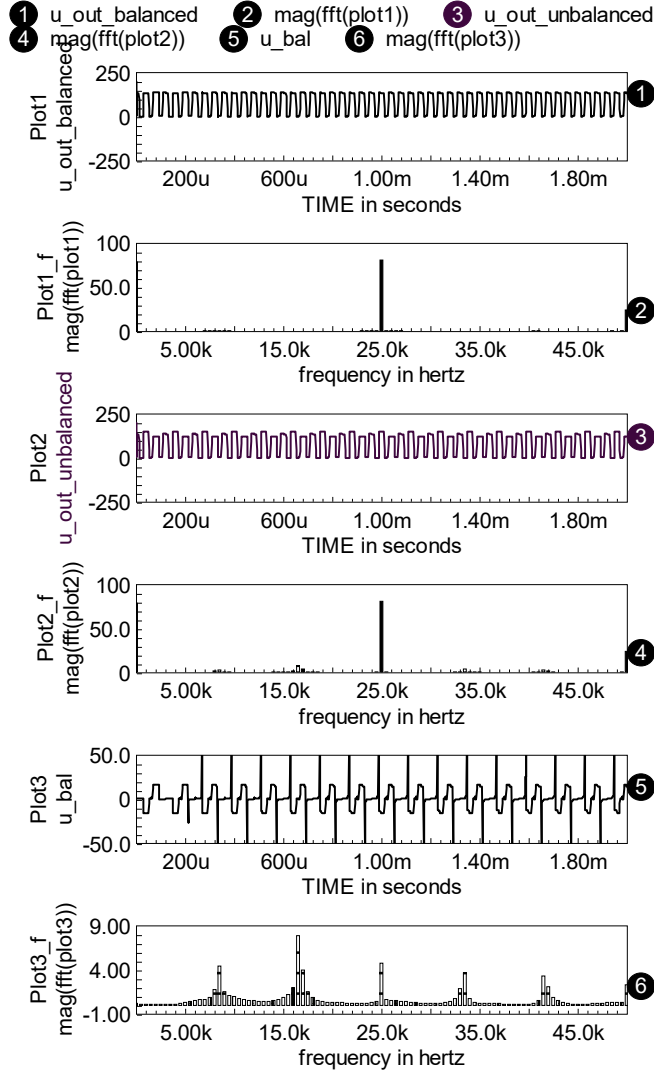 1 u_out_balanced 2 mag(fft(plot1)) 3 u_out_unbalanced
4 mag(fft(plot2)) 5 u_bal 6 mag(fft(plot3))
Plot1
u_out_balanced
250
0
-250
1
200u 600u 1.00m 1.40m 1.80m
TIME in seconds
Plot1_f
mag(fft(plot1))
100
50.0
0
2
5.00k 15.0k 25.0k 35.0k 45.0k
frequency in hertz
Plot2
u_out_unbalanced
250
0
-250
3
200u 600u 1.00m 1.40m 1.80m
TIME in seconds
Plot2_f
mag(fft(plot2))
100
50.0
0
4
5.00k 15.0k 25.0k 35.0k 45.0k
frequency in hertz
Plot3
u_bal
50.0
0
-50.0
5
200u 600u 1.00m 1.40m 1.80m
TIME in seconds
Plot3_f
mag(fft(plot3))
9.00
4.00
-1.00
6
5.00k 15.0k 25.0k 35.0k 45.0k
frequency in hertz